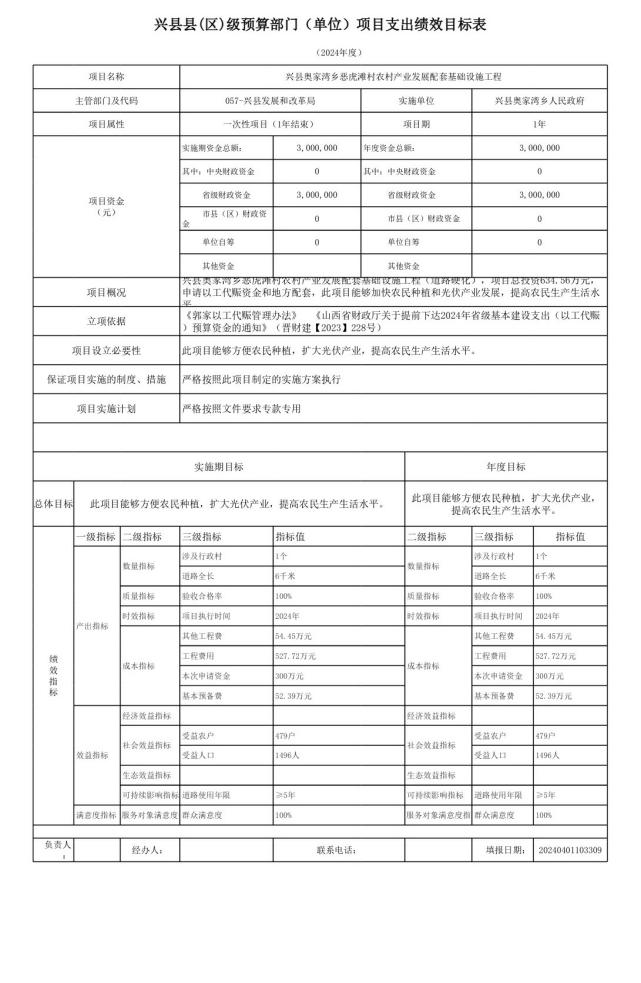 兴县县(区)级预算部门（单位）项目支出绩效目标表
（2024年度）
项目名称 兴县奥家湾乡恶虎滩村农村产业发展配套基础设施工程
主管部门及代码 057-兴县发展和改革局 实施单位 兴县奥家湾乡人民政府
项目属性 一次性项目（1年结束） 项目期 1年
项目资金
（元）
实施期资金总额： 3,000,000 年度资金总额： 3,000,000
其中：中央财政资金 0 其中：中央财政资金 0
省级财政资金 3,000,000 省级财政资金 3,000,000
市县（区）财政资金 0 市县（区）财政资金 0
单位自筹 0 单位自筹 0
其他资金 其他资金
项目概况
兴县奥家湾乡恶虎滩村农村产业发展配套基础设施工程（道路硬化），项目总投资634.56万元，
申请以工代赈资金和地方配套，此项目能够加快农民种植和光伏产业发展，提高农民生产生活水
平
立项依据
《郭家以工代赈管理办法》 《山西省财政厅关于提前下达2024年省级基本建设支出（以工代赈
）预算资金的通知》（晋财建【2023】228号）
项目设立必要性 此项目能够方便农民种植，扩大光伏产业，提高农民生产生活水平。
保证项目实施的制度、措施 严格按照此项目制定的实施方案执行
项目实施计划 严格按照文件要求专款专用
实施期目标 年度目标
总体目标 此项目能够方便农民种植，扩大光伏产业，提高农民生产生活水平。 此项目能够方便农民种植，扩大光伏产业，
提高农民生产生活水平。
绩效指标
一级指标 二级指标 三级指标 指标值 二级指标 三级指标 指标值
产出指标 数量指标 涉及行政村 1个 数量指标 涉及行政村 1个
道路全长 6千米 道路全长 6千米
质量指标 验收合格率 100% 质量指标 验收合格率 100%
时效指标 项目执行时间 2024年 时效指标 项目执行时间 2024年
成本指标 其他工程费 54.45万元 成本指标 其他工程费 54.45万元
工程费用 527.72万元 工程费用 527.72万元
本次申请资金 300万元 本次申请资金 300万元
基本预备费 52.39万元 基本预备费 52.39万元
效益指标 经济效益指标 经济效益指标
社会效益指标 受益农户 479户 社会效益指标 受益农户 479户
受益人口 1496人 受益人口 1496人
生态效益指标 生态效益指标
可持续影响指标 道路使用年限 ≥5年 可持续影响指标 道路使用年限 ≥5年
满意度指标 服务对象满意度 群众满意度 100% 服务对象满意度指 群众满意度 100%
负责人： 经办人： 联系电话： 填报日期： 20240401103309